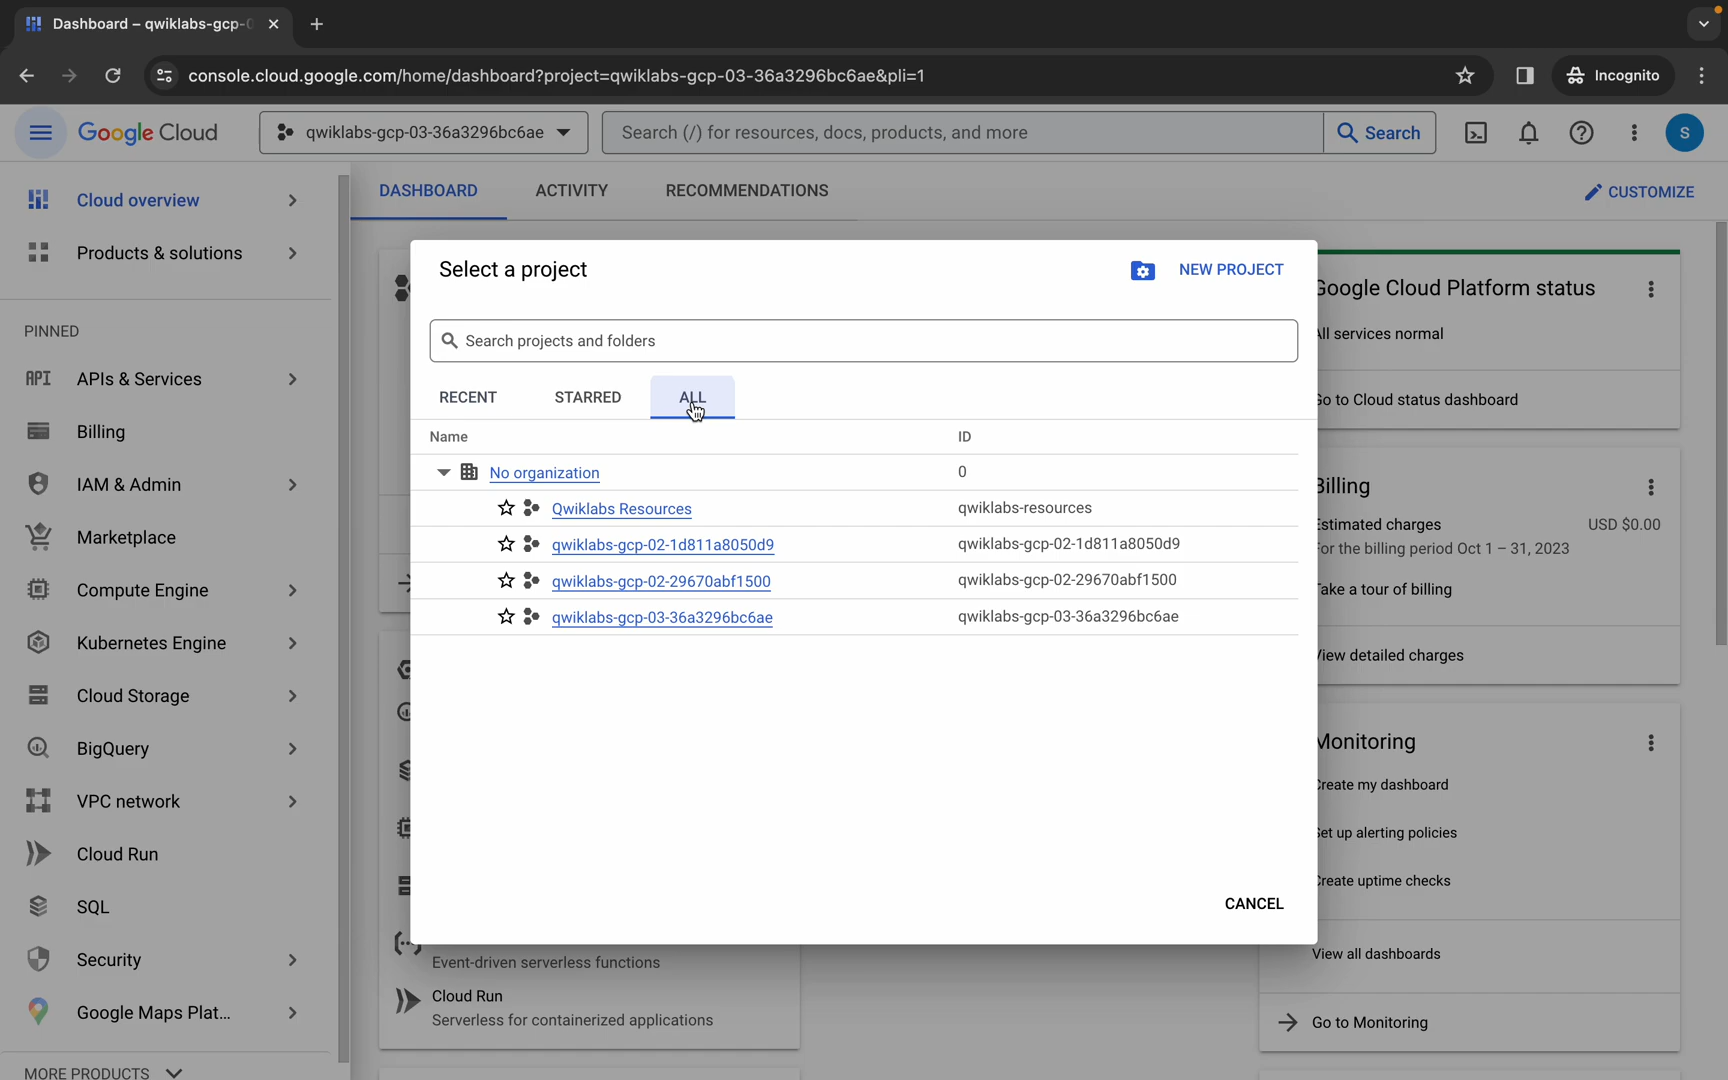 Dashboard – qwiklabs-gcp-0
console.cloud.google.com/home/dashboard?project=qwiklabs-gcp-03-36a3296bc6ae&pli=1
Incognito
Google Cloud
qwiklabs-gcp-03-36a3296bc6ae
Search (/) for resources, docs, products, and more
Search
S
Cloud overview
Products & solutions
PINNED
API
APIs & Services
Billing
IAM & Admin
Marketplace
Compute Engine
Kubernetes Engine
Cloud Storage
BigQuery
VPC network
Cloud Run
SQL
Security
Google Maps Plat...
MORE PRODUCTS
DASHBOARD
ACTIVITY
RECOMMENDATIONS
CUSTOMIZE
Select a project
NEW PROJECT
Search projects and folders
RECENT
STARRED
ALL
Name
ID
No organization
0
Qwiklabs Resources
qwiklabs-resources
qwiklabs-gcp-02-1d811a8050d9
qwiklabs-gcp-02-1d811a8050d9
qwiklabs-gcp-02-29670abf1500
qwiklabs-gcp-02-29670abf1500
qwiklabs-gcp-03-36a3296bc6ae
qwiklabs-gcp-03-36a3296bc6ae
CANCEL
Event-driven serverless functions
Cloud Run
Serverless for containerized applications
Google Cloud Platform status
All services normal
Go to Cloud status dashboard
Billing
Estimated charges
USD $0.00
For the billing period Oct 1 – 31, 2023
Take a tour of billing
View detailed charges
Monitoring
Create my dashboard
Set up alerting policies
Create uptime checks
View all dashboards
Go to Monitoring